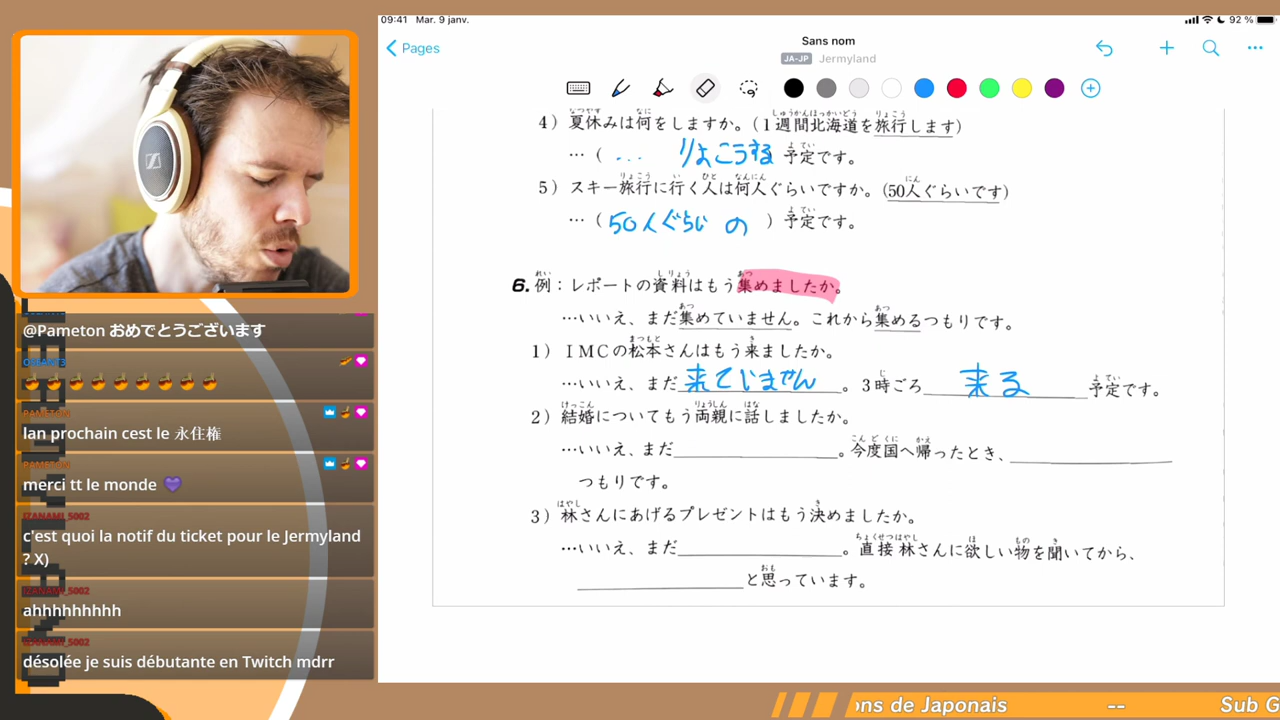 09:41 Mar. 9 janv.
92 %
Pages
Sans nom
JA-JP Jermyland
4) 夏休みは何をしますか。(1週間北海道を旅行します)
… ( … りょこうする 予定です。
5) スキー旅行に行く人は何人ぐらいですか。(50人ぐらいです)
… ( 50人ぐらい の ) 予定です。
6. 例：レポートの資料はもう集めましたか。
…いいえ、まだ集めていません。これから集めるつもりです。
1) IMCの松本さんはもう来ましたか。
…いいえ、まだ 来ていません 。3時ごろ 来る 予定です。
2) 結婚についてもう両親に話しましたか。
…いいえ、まだ 。今度国へ帰ったとき、
つもりです。
3) 林さんにあげるプレゼントはもう決めましたか。
…いいえ、まだ 。直接林さんに欲しい物を聞いてから、
と思っています。
@Pameton おめでとうございます
PAMETON
lan prochain cest le 永住権
PAMETON
merci tt le monde 💜
IZANAMI_5002
c'est quoi la notif du ticket pour le Jermyland ? X)
IZANAMI_5002
ahhhhhhhhh
IZANAMI_5002
désolée je suis débutante en Twitch mdrr
ons de Japonais -- Sub G